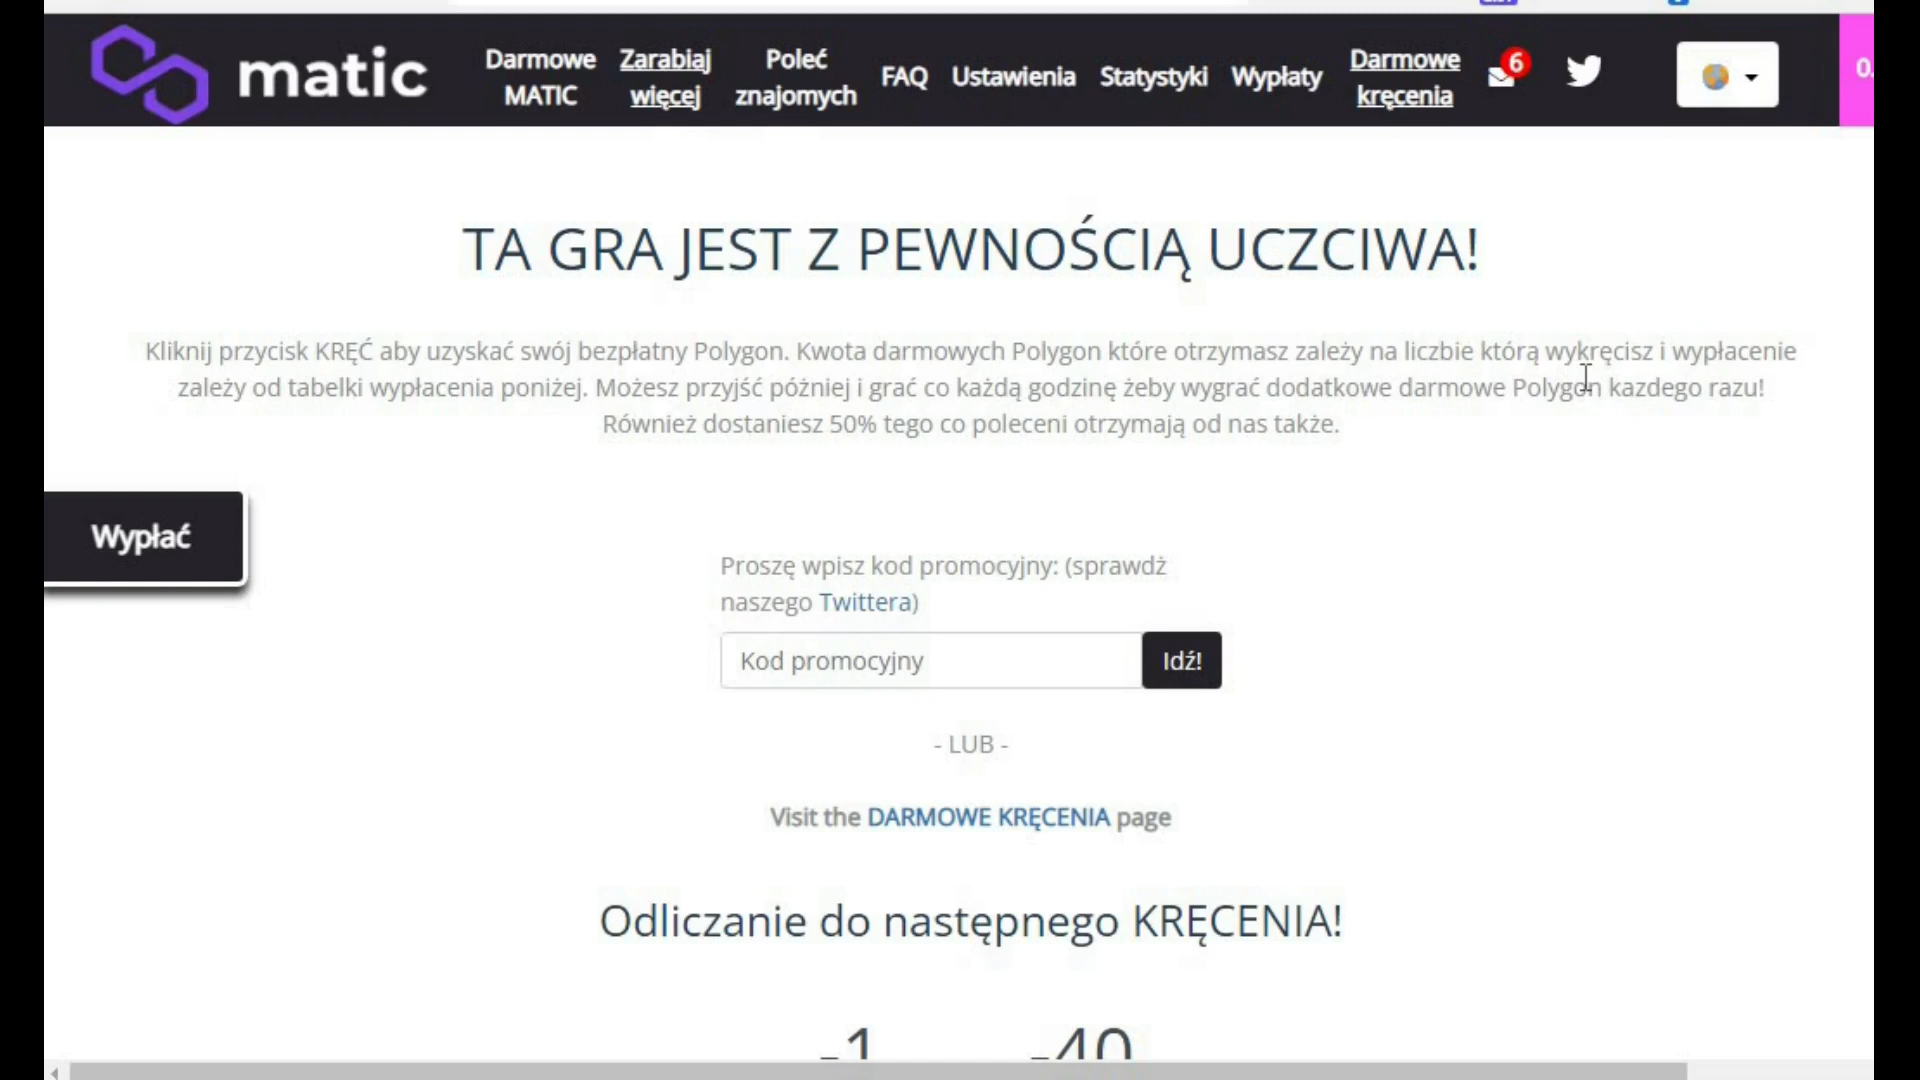 matic
Darmowe MATIC
Zarabiaj więcej
Poleć znajomych
FAQ
Ustawienia
Statystyki
Wypłaty
Darmowe kręcenia
6
0.
TA GRA JEST Z PEWNOŚCIĄ UCZCIWA!
Kliknij przycisk KRĘĆ aby uzyskać swój bezpłatny Polygon. Kwota darmowych Polygon które otrzymasz zależy na liczbie którą wykręcisz i wypłacenie
zależy od tabelki wypłacenia poniżej. Możesz przyjść później i grać co każdą godzinę żeby wygrać dodatkowe darmowe Polygon kazdego razu!
Również dostaniesz 50% tego co poleceni otrzymają od nas także.
Wypłać
Proszę wpisz kod promocyjny: (sprawdż
naszego Twittera)
Kod promocyjny
Idź!
- LUB -
Visit the DARMOWE KRĘCENIA page
Odliczanie do następnego KRĘCENIA!
-1 -40